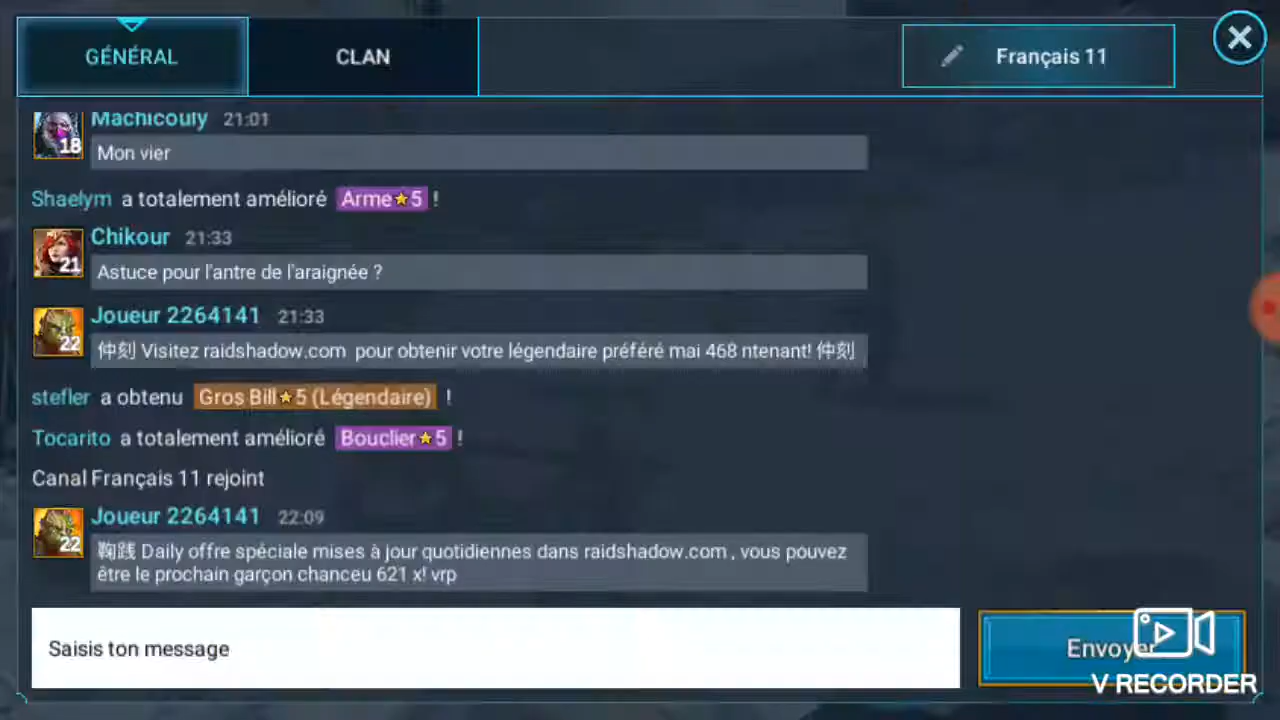 GÉNÉRAL
CLAN
Français 11
Machicouly 21:01
18
Mon vier
Shaelym a totalement amélioré Arme★5 !
Chikour 21:33
21
Astuce pour l'antre de l'araignée ?
Joueur 2264141 21:33
22
仲刻 Visitez raidshadow.com pour obtenir votre légendaire préféré mai 468 ntenant! 仲刻
stefler a obtenu Gros Bill★5 (Légendaire) !
Tocarito a totalement amélioré Bouclier★5 !
Canal Français 11 rejoint
Joueur 2264141 22:09
22
鞠践 Daily offre spéciale mises à jour quotidiennes dans raidshadow.com , vous pouvez
être le prochain garçon chanceu 621 x! vrp
Saisis ton message
Envoyer
V RECORDER